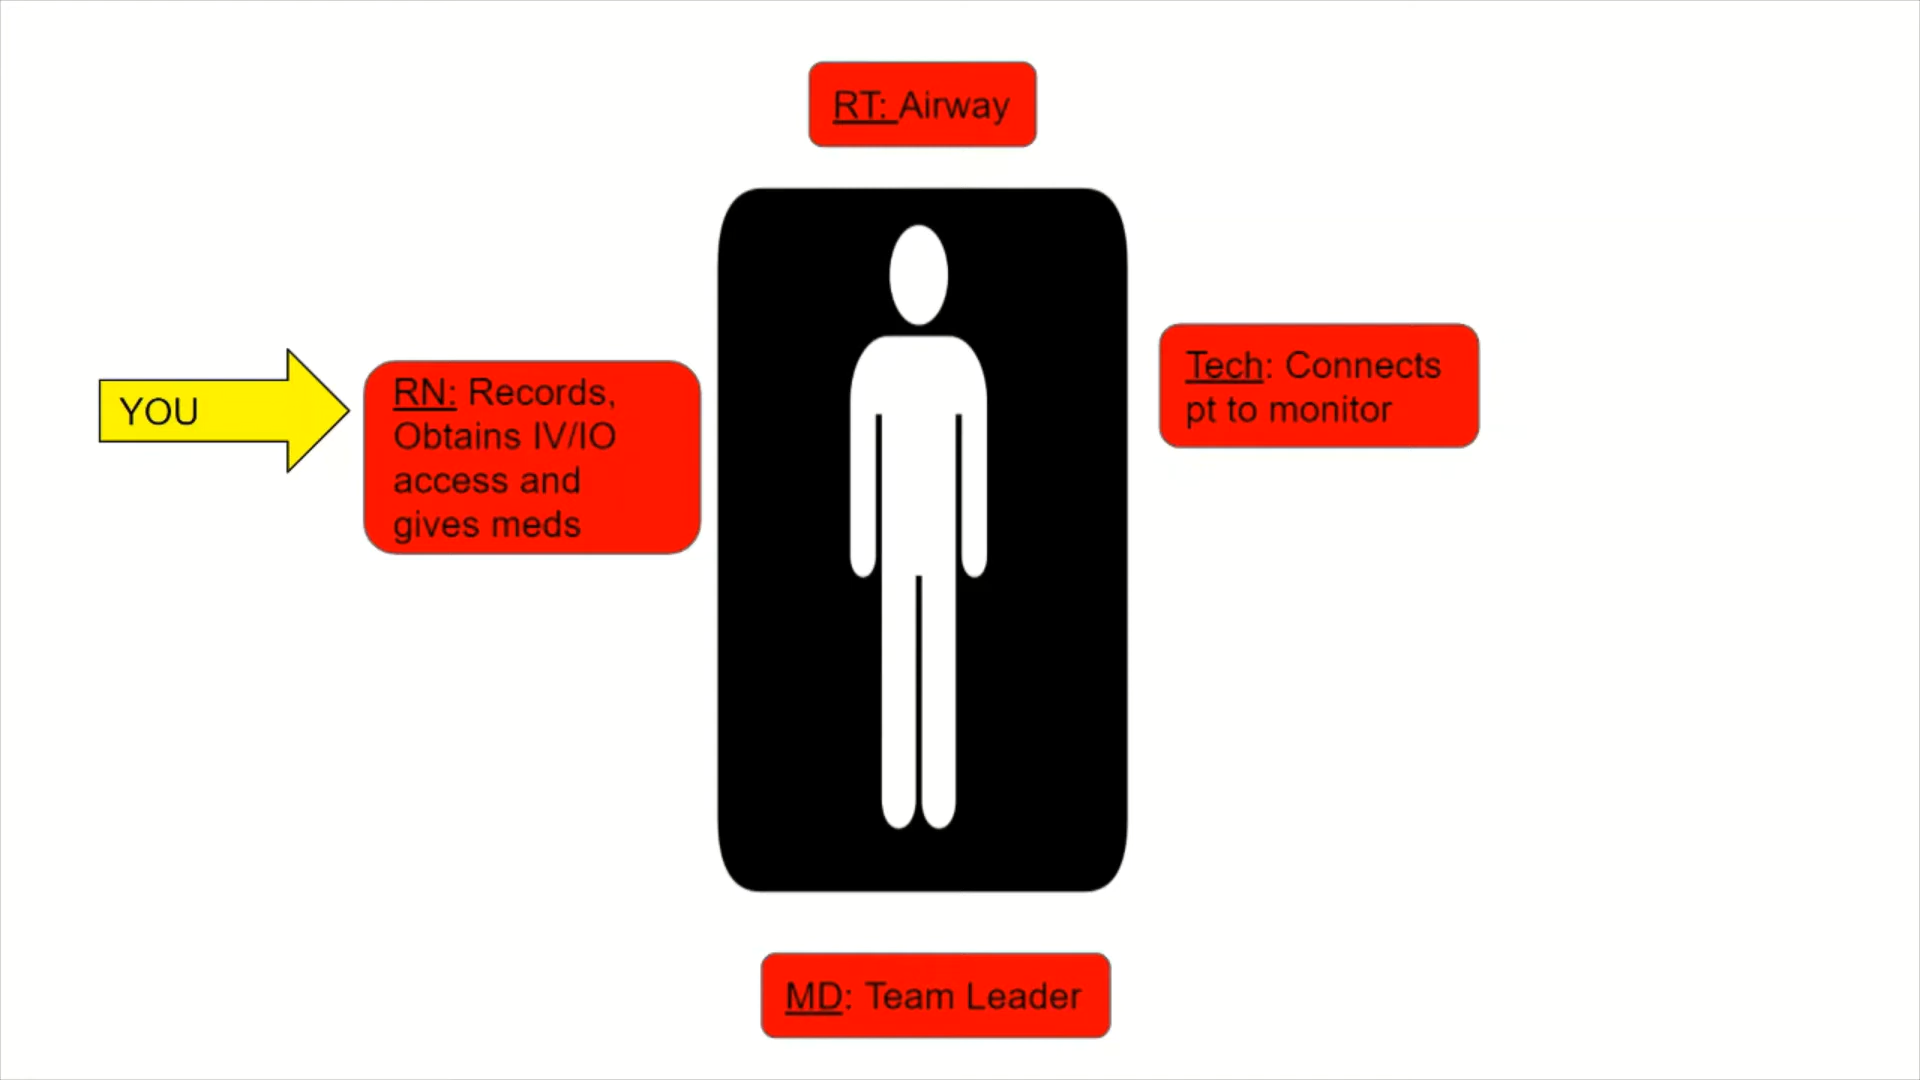 RT: Airway
YOU
RN: Records,
Obtains IV/IO
access and
gives meds
Tech: Connects
pt to monitor
MD: Team Leader